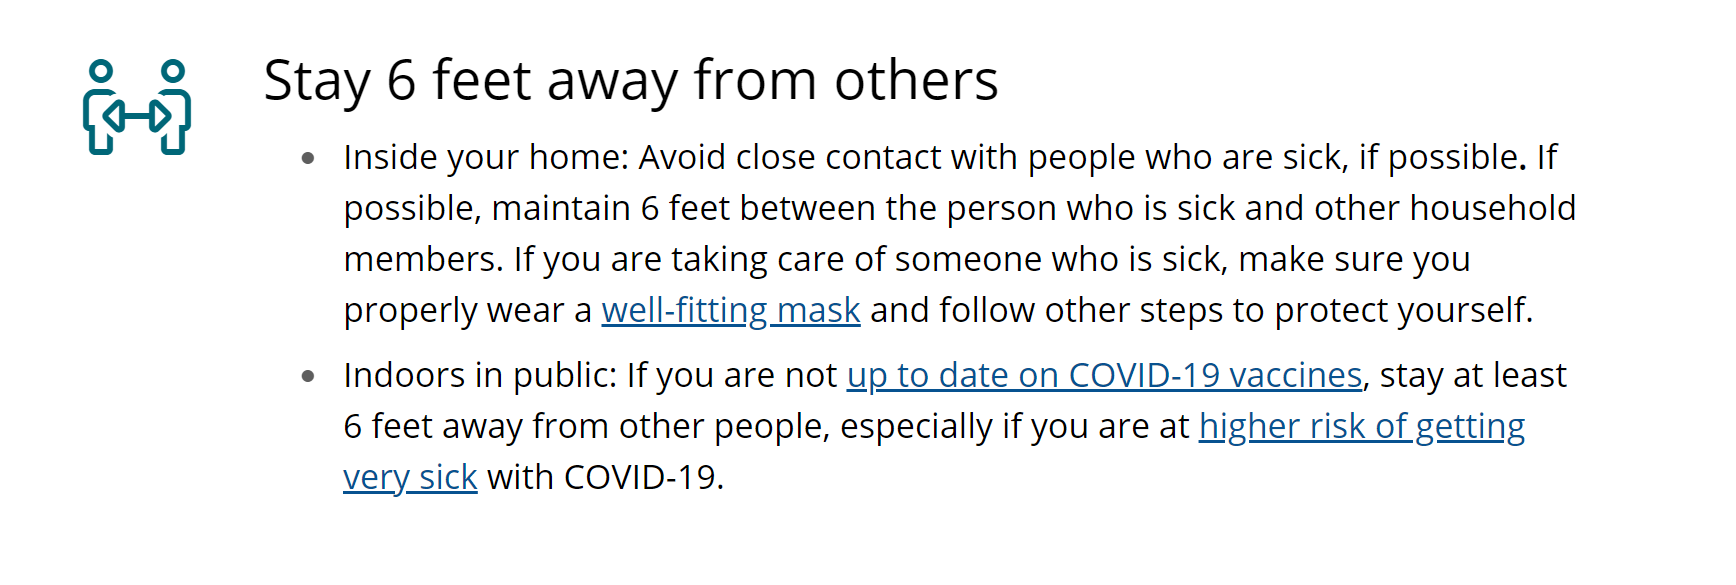 Stay 6 feet away from others
Inside your home: Avoid close contact with people who are sick, if possible. If
possible, maintain 6 feet between the person who is sick and other household
members. If you are taking care of someone who is sick, make sure you
properly wear a well-fitting mask and follow other steps to protect yourself.
Indoors in public: If you are not up to date on COVID-19 vaccines, stay at least
6 feet away from other people, especially if you are at higher risk of getting
very sick with COVID-19.